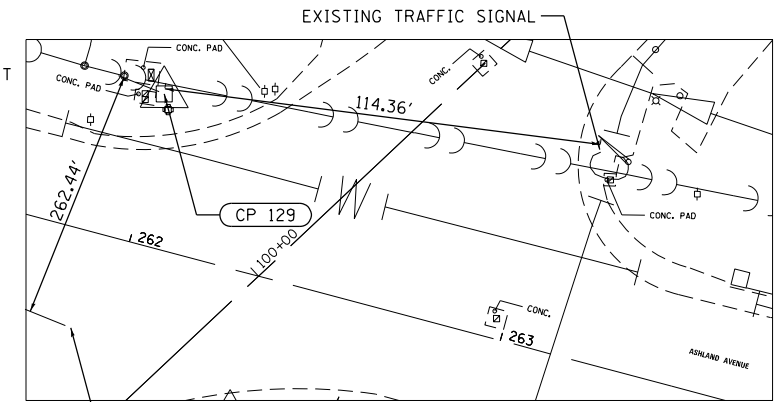 EXISTING TRAFFIC SIGNAL
T
CONC. PAD
CONC. PAD
CONC.
114.36'
262.44'
CP 129
CONC. PAD
262
100+00
CONC.
263
ASHLAND AVENUE